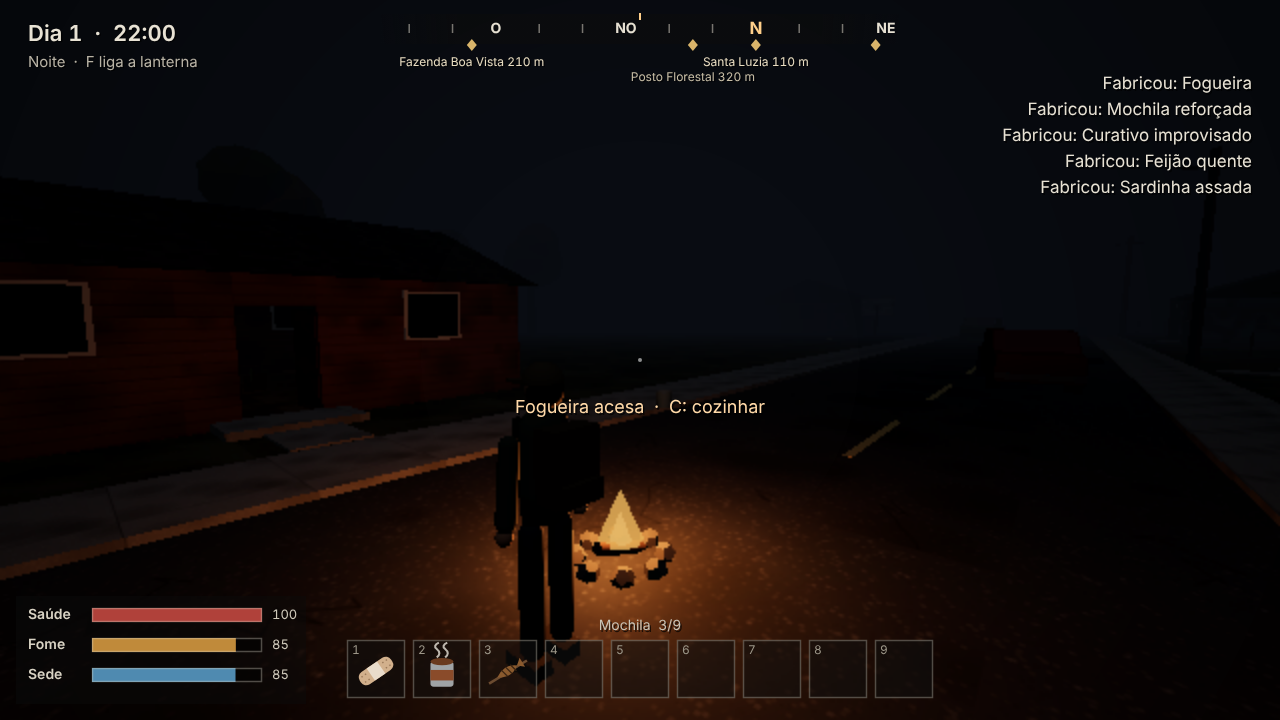 Dia 1 · 22:00
Noite · F liga a lanterna
O NO N NE
Fazenda Boa Vista 210 m
Santa Luzia 110 m
Posto Florestal 320 m
Fabricou: Fogueira
Fabricou: Mochila reforçada
Fabricou: Curativo improvisado
Fabricou: Feijão quente
Fabricou: Sardinha assada
Fogueira acesa · C: cozinhar
Saúde 100
Fome 85
Sede 85
Mochila 3/9
1 2 3 4 5 6 7 8 9